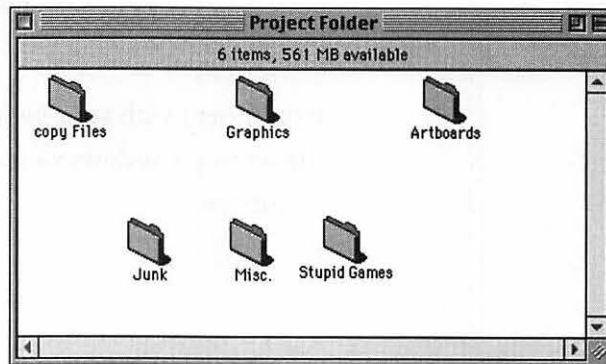 Project Folder
6 items, 561 MB available
copy Files
Graphics
Artboards
Junk
Misc.
Stupid Games